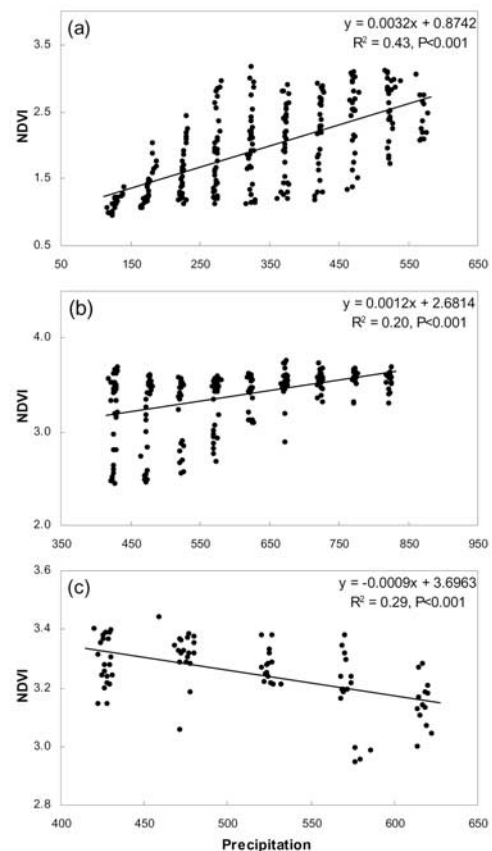 (a)
y = 0.0032x + 0.8742
R² = 0.43, P<0.001
3.5
2.5
1.5
0.5
NDVI
50 150 250 350 450 550 650
(b)
y = 0.0012x + 2.6814
R² = 0.20, P<0.001
4.0
3.0
2.0
NDVI
350 450 550 650 750 850 950
(c)
y = -0.0009x + 3.6963
R² = 0.29, P<0.001
3.6
3.4
3.2
3.0
2.8
NDVI
400 450 500 550 600 650
Precipitation